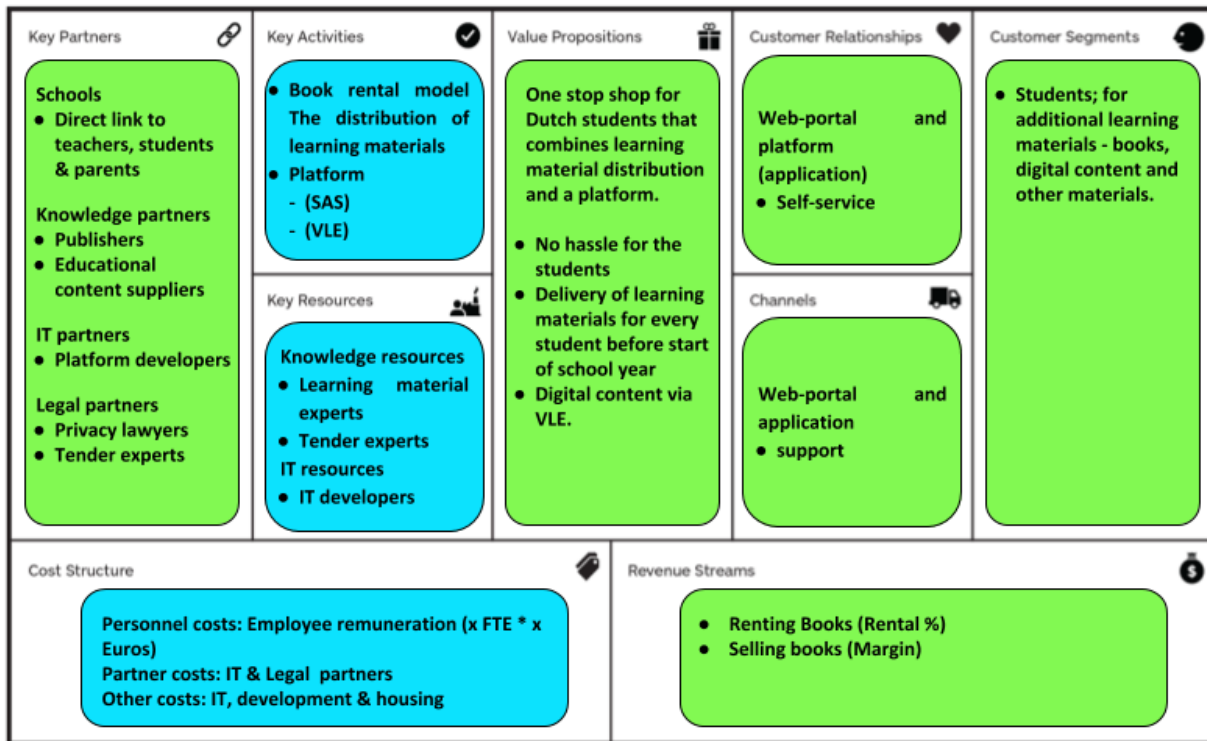 Key Partners
Schools
● Direct link to
teachers, students
& parents
Knowledge partners
● Publishers
● Educational
content suppliers
IT partners
● Platform developers
Legal partners
● Privacy lawyers
● Tender experts
Key Activities
● Book rental model
The distribution of
learning materials
● Platform
- (SAS)
- (VLE)
Key Resources
Knowledge resources
● Learning material
experts
● Tender experts
IT resources
● IT developers
Value Propositions
One stop shop for
Dutch students that
combines learning
material distribution
and a platform.
● No hassle for the
students
● Delivery of learning
materials for every
student before start
of school year
● Digital content via
VLE.
Customer Relationships
Web-portal and
platform
(application)
● Self-service
Channels
Web-portal and
application
● support
Customer Segments
● Students; for
additional learning
materials - books,
digital content and
other materials.
Cost Structure
Personnel costs: Employee remuneration (x FTE * x
Euros)
Partner costs: IT & Legal partners
Other costs: IT, development & housing
Revenue Streams
$
● Renting Books (Rental %)
● Selling books (Margin)